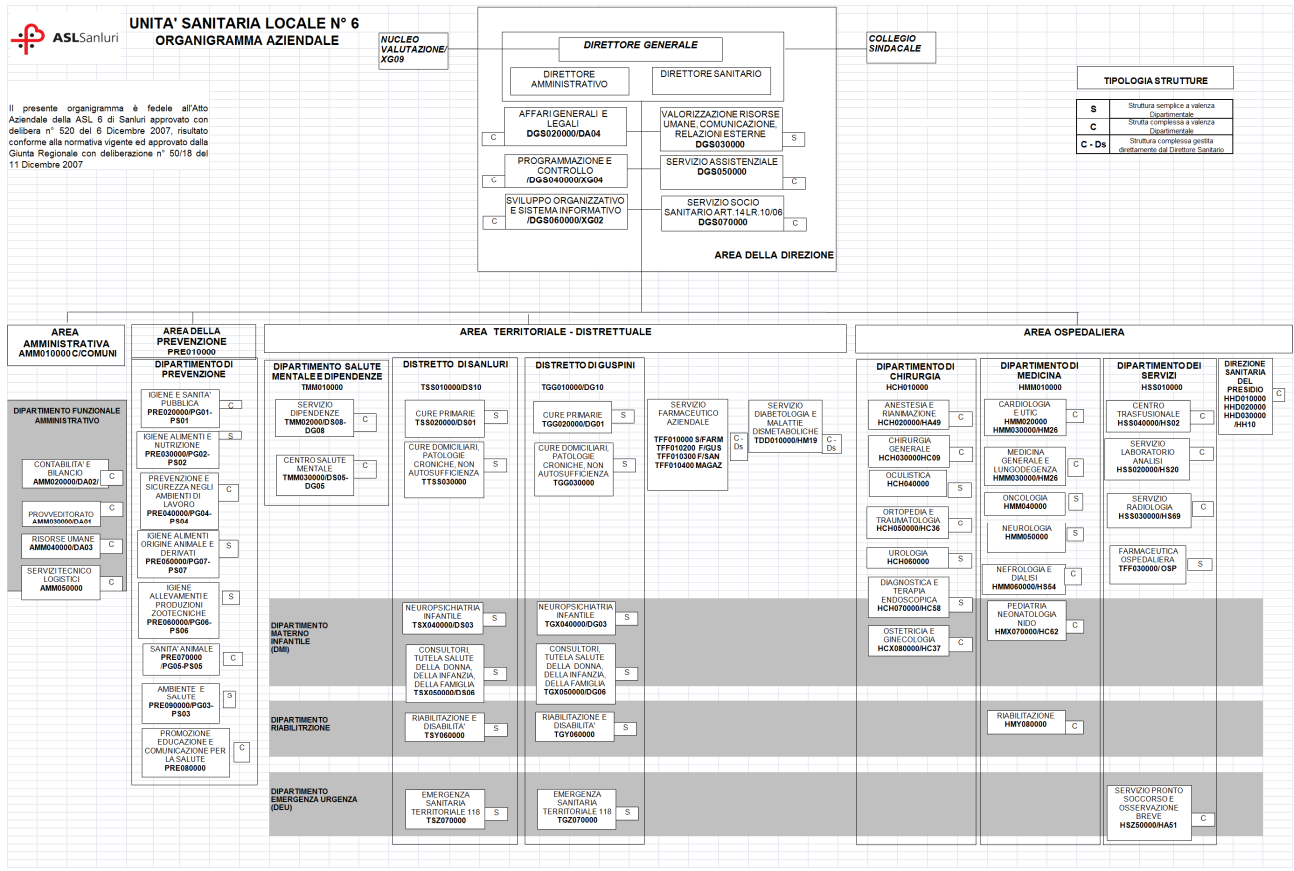 ASLSanluri
UNITA' SANITARIA LOCALE N° 6
ORGANIGRAMMA AZIENDALE
Il presente organigramma è fedele all'Atto
Aziendale della ASL 6 di Sanluri approvato con
delibera n° 520 del 6 Dicembre 2007, risultato
conforme alla normativa vigente ed approvato dalla
Giunta Regionale con deliberazione n° 50/18 del
11 Dicembre 2007
NUCLEO
VALUTAZIONE/
XG09
DIRETTORE GENERALE
DIRETTORE
AMMINISTRATIVO
DIRETTORE SANITARIO
COLLEGIO
SINDACALE
TIPOLOGIA STRUTTURE
S
Struttura semplice a valenza
Dipartimentale
C
Strutta complessa a valenza
Dipartimentale
C - Ds
Struttura complessa gestita
direttamente dal Direttore Sanitario
AFFARI GENERALI E
LEGALI
DGS020000/DA04
C
VALORIZZAZIONE RISORSE
UMANE, COMUNICAZIONE,
RELAZIONI ESTERNE
DGS030000
S
PROGRAMMAZIONE E
CONTROLLO
/DGS040000/XG04
C
SERVIZIO ASSISTENZIALE
DGS050000
C
SVILUPPO ORGANIZZATIVO
E SISTEMA INFORMATIVO
/DGS060000/XG02
C
SERVIZIO SOCIO
SANITARIO ART.14 LR.10/06
DGS070000
C
AREA DELLA DIREZIONE
AREA
AMMINISTRATIVA
AMM010000 C/COMUNI
DIPARTIMENTO FUNZIONALE
AMMINISTRATIVO
CONTABILITA' E
BILANCIO
AMM020000/DA02/
C
PROVVEDITORATO
AMM030000/DA01
C
RISORSE UMANE
AMM040000/DA03
C
SERVIZI TECNICO
LOGISTICI
AMM050000
C
AREA DELLA
PREVENZIONE
PRE010000
DIPARTIMENTO DI
PREVENZIONE
IGIENE E SANITA'
PUBBLICA
PRE020000/PG01-
PS01
C
IGIENE ALIMENTI E
NUTRIZIONE
PRE030000/PG02-
PS02
S
PREVENZIONE E
SICUREZZA NEGLI
AMBIENTI DI
LAVORO
PRE040000/PG04-
PS04
C
IGIENE ALIMENTI
ORIGINE ANIMALE E
DERIVATI
PRE050000/PG07-
PS07
S
IGIENE
ALLEVAMENTI E
PRODUZIONI
ZOOTECNICHE
PRE060000/PG06-
PS06
S
SANITA' ANIMALE
PRE070000
/PG05-PS05
C
AMBIENTE E
SALUTE
PRE090000/PG03-
PS03
S
PROMOZIONE
EDUCAZIONE E
COMUNICAZIONE PER
LA SALUTE
PRE080000
C
AREA TERRITORIALE - DISTRETTUALE
DIPARTIMENTO SALUTE
MENTALE E DIPENDENZE
TMM010000
SERVIZIO
DIPENDENZE
TMM020000/DS08-
DG08
C
CENTRO SALUTE
MENTALE
TMM030000/DS05-
DG05
C
DISTRETTO DI SANLURI
TSS010000/DS10
CURE PRIMARIE
TSS020000/DS01
S
CURE DOMICILIARI,
PATOLOGIE
CRONICHE, NON
AUTOSUFFICIENZA
TTSS030000
S
DISTRETTO DI GUSPINI
TGG010000/DG10
CURE PRIMARIE
TGG020000/DG01
S
CURE DOMICILIARI,
PATOLOGIE
CRONICHE, NON
AUTOSUFFICIENZA
TGG030000
S
SERVIZIO
FARMACEUTICO
AZIENDALE
TFF010000 S/FARM
TFF010200 F/GUS
TFF010300 F/SAN
TFF010400 MAGAZ
C -
Ds
SERVIZIO
DIABETOLOGIA E
MALATTIE
DISMETABOLICHE
TDD010000/HM19
C -
Ds
DIPARTIMENTO
MATERNO
INFANTILE
(DMI)
NEUROPSICHIATRIA
INFANTILE
TSX040000/DS03
S
NEUROPSICHIATRIA
INFANTILE
TGX040000/DG03
S
CONSULTORI,
TUTELA SALUTE
DELLA DONNA,
DELLA INFANZIA,
DELLA FAMIGLIA
TSX050000/DS06
S
CONSULTORI,
TUTELA SALUTE
DELLA DONNA,
DELLA INFANZIA,
DELLA FAMIGLIA
TGX050000/DG06
S
DIPARTIMENTO
RIABILITRZIONE
RIABILITAZIONE E
DISABILITA'
TSY060000
S
RIABILITAZIONE E
DISABILITA'
TGY060000
S
DIPARTIMENTO
EMERGENZA URGENZA
(DEU)
EMERGENZA
SANITARIA
TERRITORIALE 118
TSZ070000
S
EMERGENZA
SANITARIA
TERRITORIALE 118
TGZ070000
S
AREA OSPEDALIERA
DIPARTIMENTO DI
CHIRURGIA
HCH010000
ANESTESIA E
RIANIMAZIONE
HCH020000/HA49
C
CHIRURGIA
GENERALE
HCH030000HC09
C
OCULISTICA
HCH040000
S
ORTOPEDIA E
TRAUMATOLOGIA
HCH050000/HC36
C
UROLOGIA
HCH060000
S
DIAGNOSTICA E
TERAPIA
ENDOSCOPICA
HCH070000/HC58
S
OSTETRICIA E
GINECOLOGIA
HCX080000/HC37
C
DIPARTIMENTO DI
MEDICINA
HMM010000
CARDIOLOGIA
E UTIC
HMM020000
HMM030000/HM26
C
MEDICINA
GENERALE E
LUNGODEGENZA
HMM030000/HM26
C
ONCOLOGIA
HMM040000
S
NEUROLOGIA
HMM050000
S
NEFROLOGIA E
DIALISI
HMM060000/HS54
C
PEDIATRIA
NEONATOLOGIA
NIDO
HMX070000/HC62
C
RIABILITAZIONE
HMY080000
C
DIPARTIMENTO DEI
SERVIZI
HSS010000
CENTRO
TRASFUSIONALE
HSS040000/HS02
C
SERVIZIO
LABORATORIO
ANALISI
HSS020000/HS20
C
SERVIZIO
RADIOLOGIA
HSS030000/HS69
C
FARMACEUTICA
OSPEDALIERA
TFF030000/ OSP
S
SERVIZIO PRONTO
SOCCORSO E
OSSERVAZIONE
BREVE
HSZ50000/HA51
C
DIREZIONE
SANITARIA
DEL
PRESIDIO
HHD010000
HHD020000
HHD030000
/HH10
C